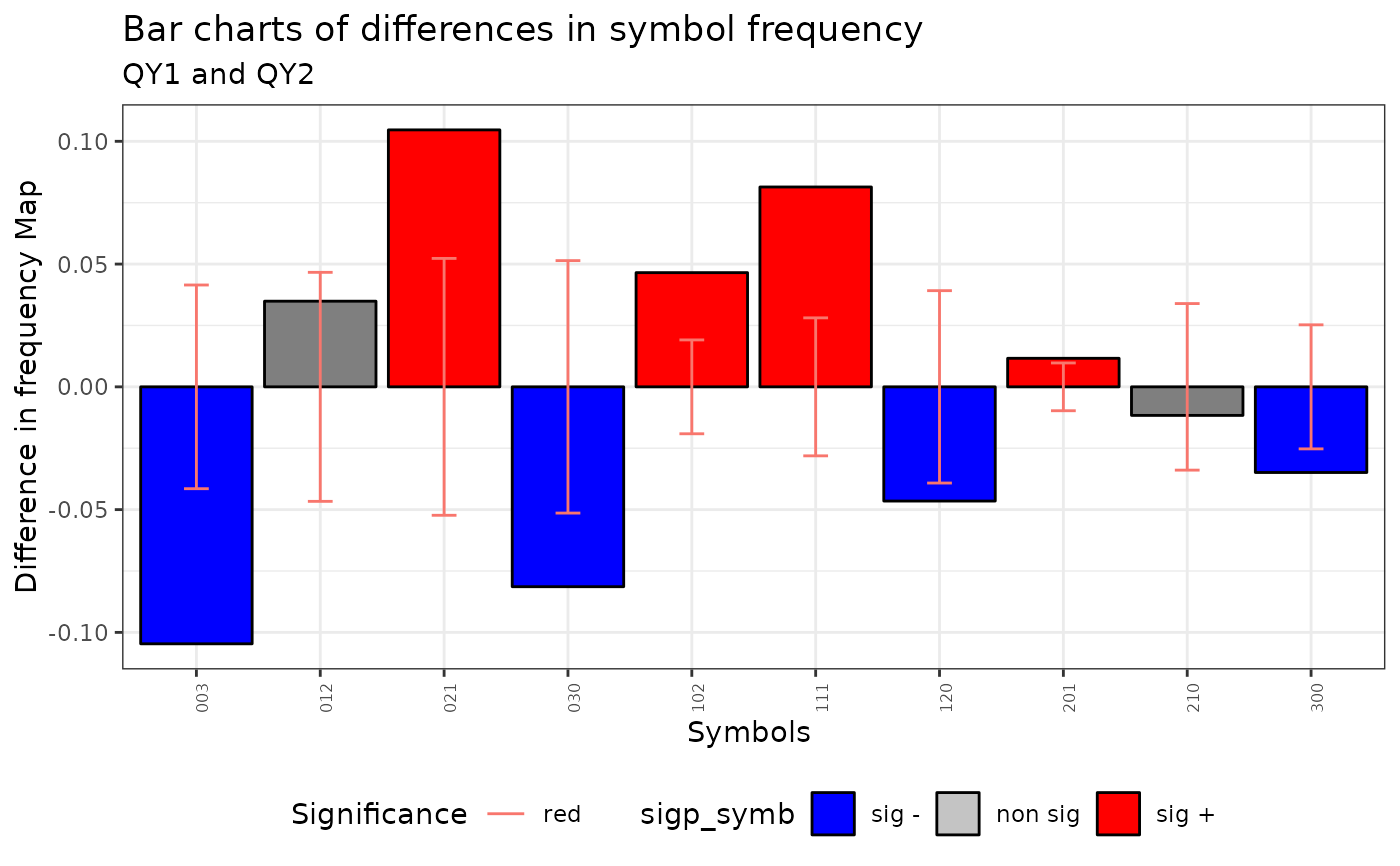 Bar charts of differences in symbol frequency
QY1 and QY2
Difference in frequency Map
0.10
0.05
0.00
-0.05
-0.10
003 012 021 030 102 111 120 201 210 300
Symbols
Significance red sigp_symb sig - non sig sig +